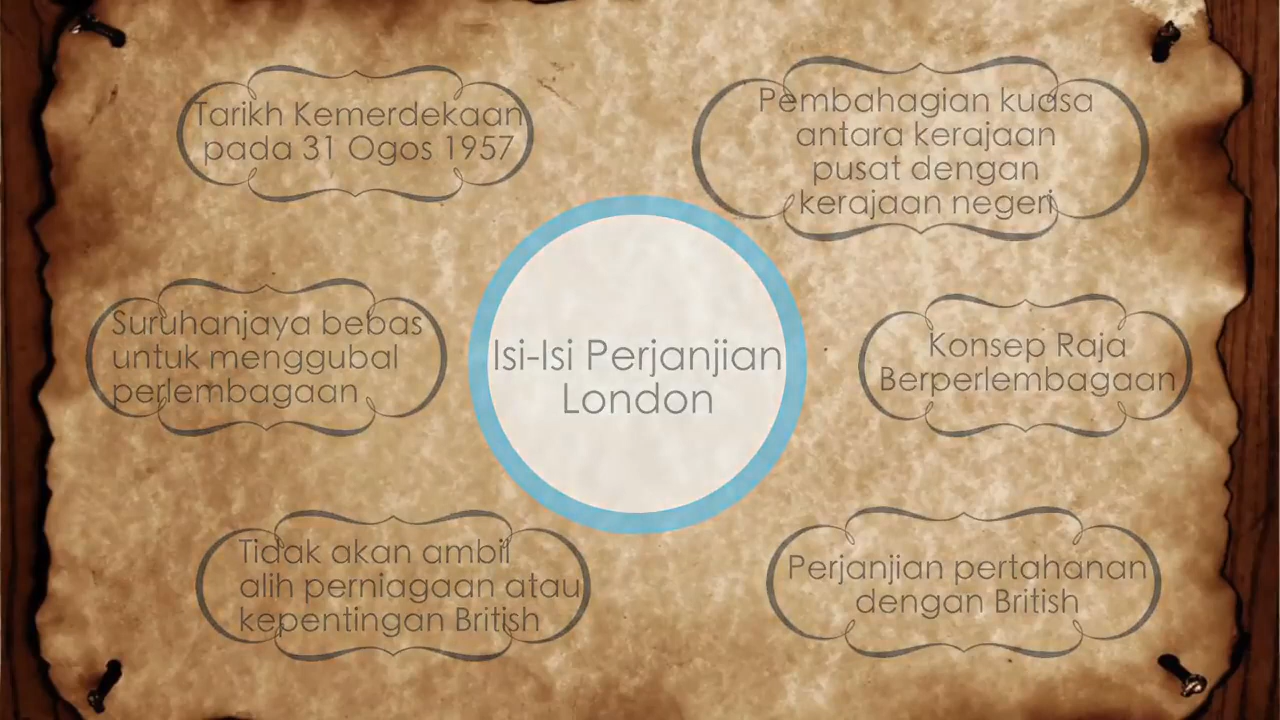 Tarikh Kemerdekaan
pada 31 Ogos 1957
Pembahagian kuasa
antara kerajaan
pusat dengan
kerajaan negeri
Suruhanjaya bebas
untuk menggubal
perlembagaan
Isi-Isi Perjanjian
London
Konsep Raja
Berperlembagaan
Tidak akan ambil
alih perniagaan atau
kepentingan British
Perjanjian pertahanan
dengan British